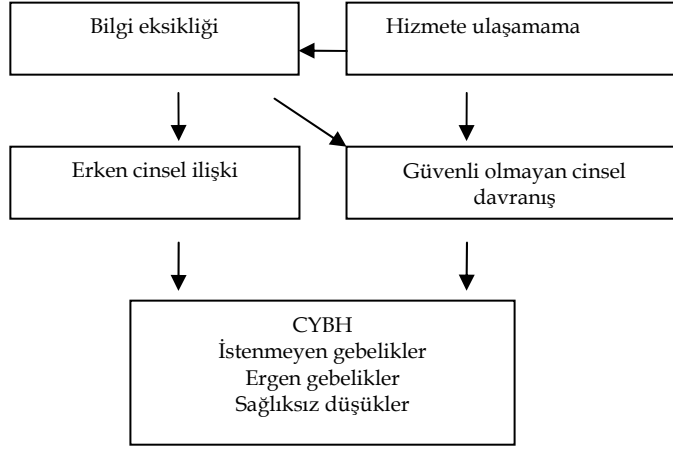 Bilgi eksikliği
Hizmete ulaşamama
Erken cinsel ilişki
Güvenli olmayan cinsel
davranış
CYBH
İstenmeyen gebelikler
Ergen gebelikler
Sağlıksız düşükler